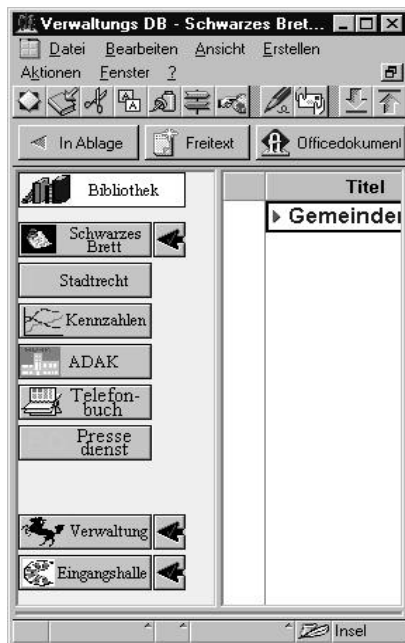 Verwaltungs DB - Schwarzes Bret...
Datei Bearbeiten Ansicht Erstellen
Aktionen Fenster ?
In Ablage Freitext Officedokument
Bibliothek
Titel
Gemeinde
Schwarzes
Brett
Stadtrecht
Kennzahlen
ADAK
Telefon-
buch
Presse
dienst
Verwaltung
Eingangshalle
Insel